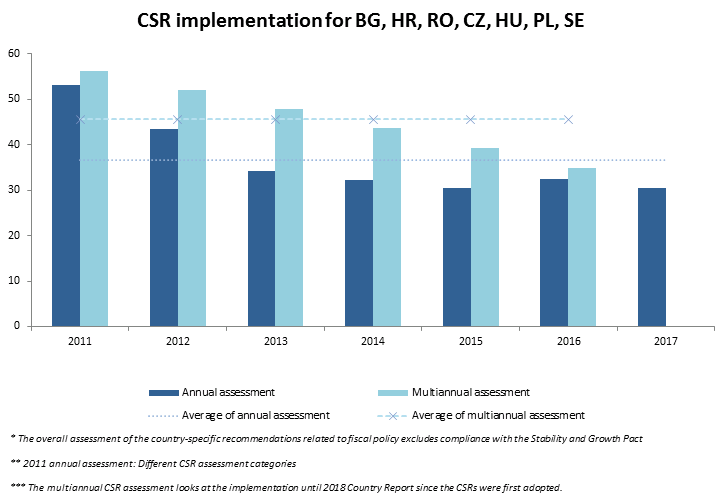 CSR implementation for BG, HR, RO, CZ, HU, PL, SE
60
50
40
30
20
10
0
2011 2012 2013 2014 2015 2016 2017
Annual assessment Multiannual assessment
Average of annual assessment Average of multiannual assessment
* The overall assessment of the country-specific recommendations related to fiscal policy excludes compliance with the Stability and Growth Pact
** 2011 annual assessment: Different CSR assessment categories
*** The multiannual CSR assessment looks at the implementation until 2018 Country Report since the CSRs were first adopted.